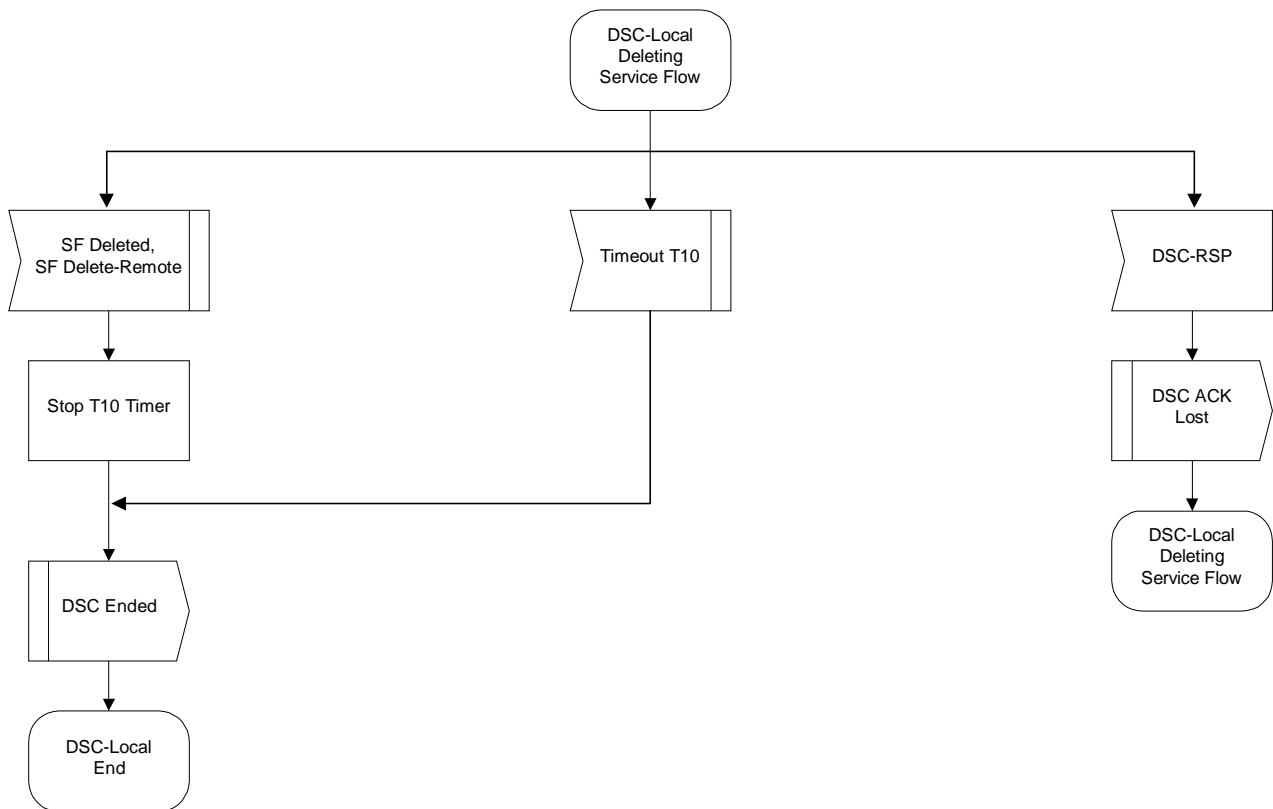 DSC-Local
Deleting
Service Flow
SF Deleted,
SF Delete-Remote
Timeout T10
DSC-RSP
Stop T10 Timer
DSC ACK
Lost
DSC-Local
Deleting
Service Flow
DSC Ended
DSC-Local
End